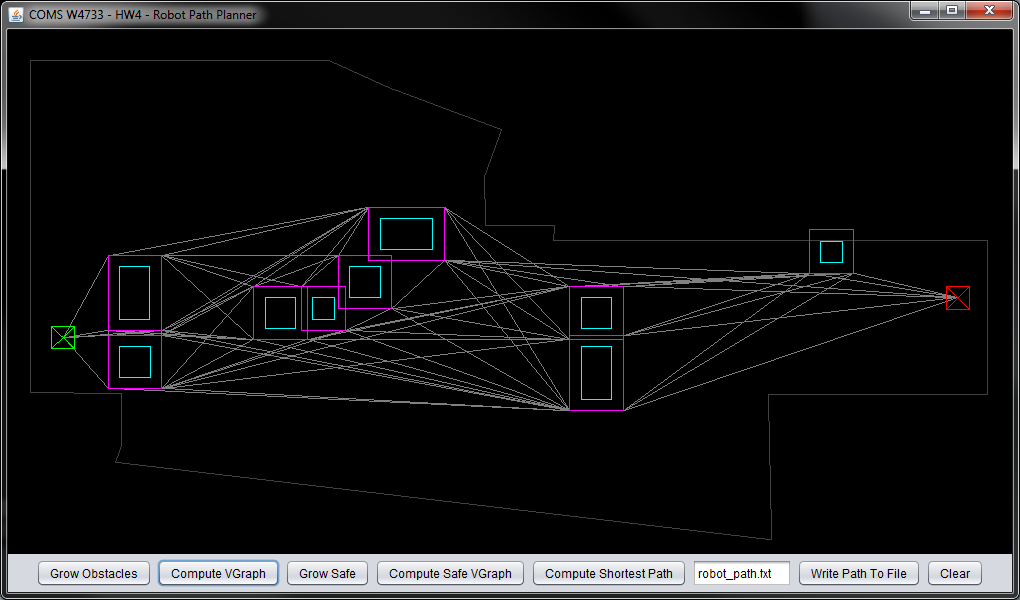 COMS W4733 - HW4 - Robot Path Planner
Grow Obstacles Compute VGraph Grow Safe Compute Safe VGraph Compute Shortest Path robot_path.txt Write Path To File Clear